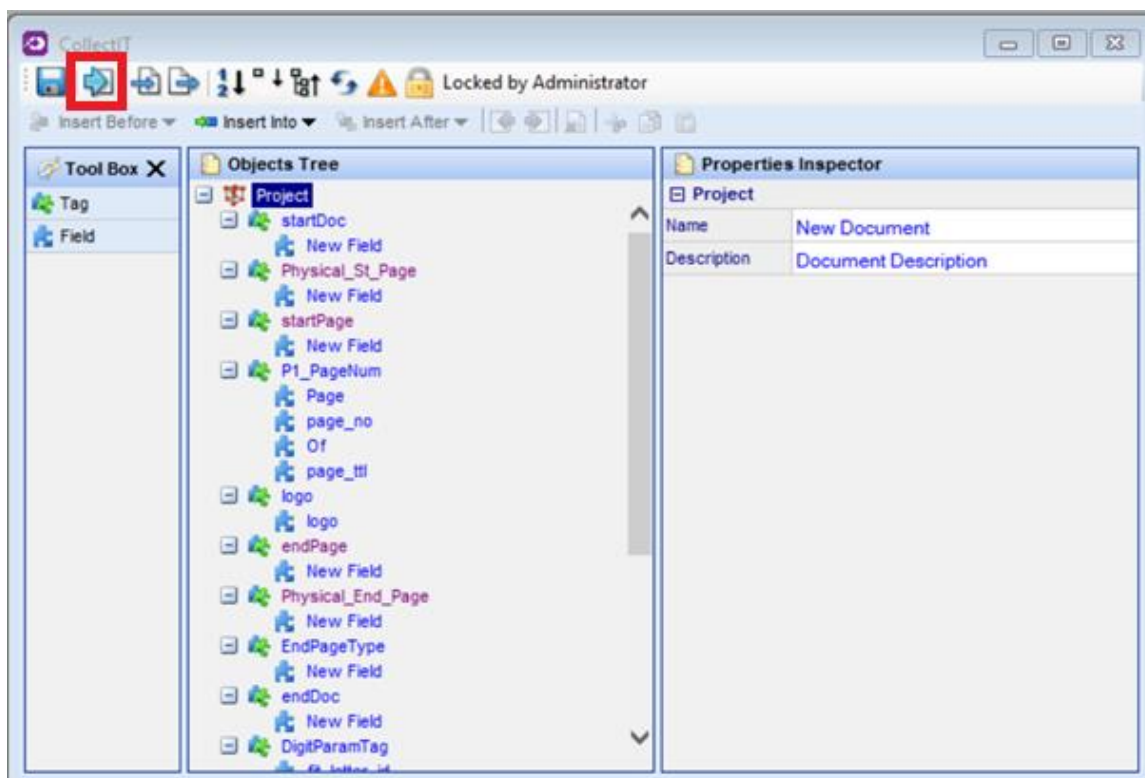 CollectIT
Locked by Administrator
Insert Before Insert Into Insert After
Tool Box X
Tag
Field
Objects Tree
Project
startDoc
New Field
Physical_St_Page
New Field
startPage
New Field
P1_PageNum
Page
page_no
Of
page_ttl
logo
logo
endPage
New Field
Physical_End_Page
New Field
EndPageType
New Field
endDoc
New Field
DigitParamTag
Properties Inspector
Project
Name New Document
Description Document Description